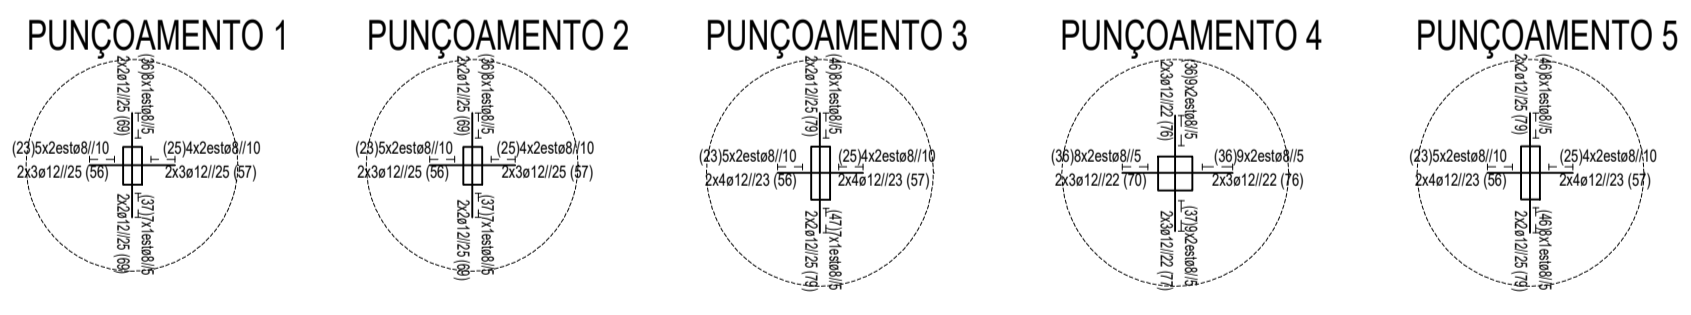 PUNÇOAMENTO 1
2x2ø12//25 (69)
(36)8x1estø8//5
(23)5x2estø8//10
2x3ø12//25 (56)
(25)4x2estø8//10
2x3ø12//25 (57)
2x2ø12//25 (69)
(37)7x1estø8//5
PUNÇOAMENTO 2
2x2ø12//25 (69)
(36)8x1estø8//5
(23)5x2estø8//10
2x3ø12//25 (56)
(25)4x2estø8//10
2x3ø12//25 (57)
2x2ø12//25 (69)
(37)7x1estø8//5
PUNÇOAMENTO 3
2x2ø12//25 (79)
(46)8x1estø8//5
(23)5x2estø8//10
2x4ø12//23 (56)
(25)4x2estø8//10
2x4ø12//23 (57)
2x2ø12//25 (79)
(47)7x1estø8//5
PUNÇOAMENTO 4
2x3ø12//22 (76)
(36)9x2estø8//5
(36)8x2estø8//5
2x3ø12//22 (70)
(36)9x2estø8//5
2x3ø12//22 (76)
2x3ø12//22 (77)
(37)9x2estø8//5
PUNÇOAMENTO 5
2x2ø12//25 (79)
(46)8x1estø8//5
(23)5x2estø8//10
2x4ø12//23 (56)
(25)4x2estø8//10
2x4ø12//23 (57)
2x2ø12//25 (79)
(46)8x1estø8//5